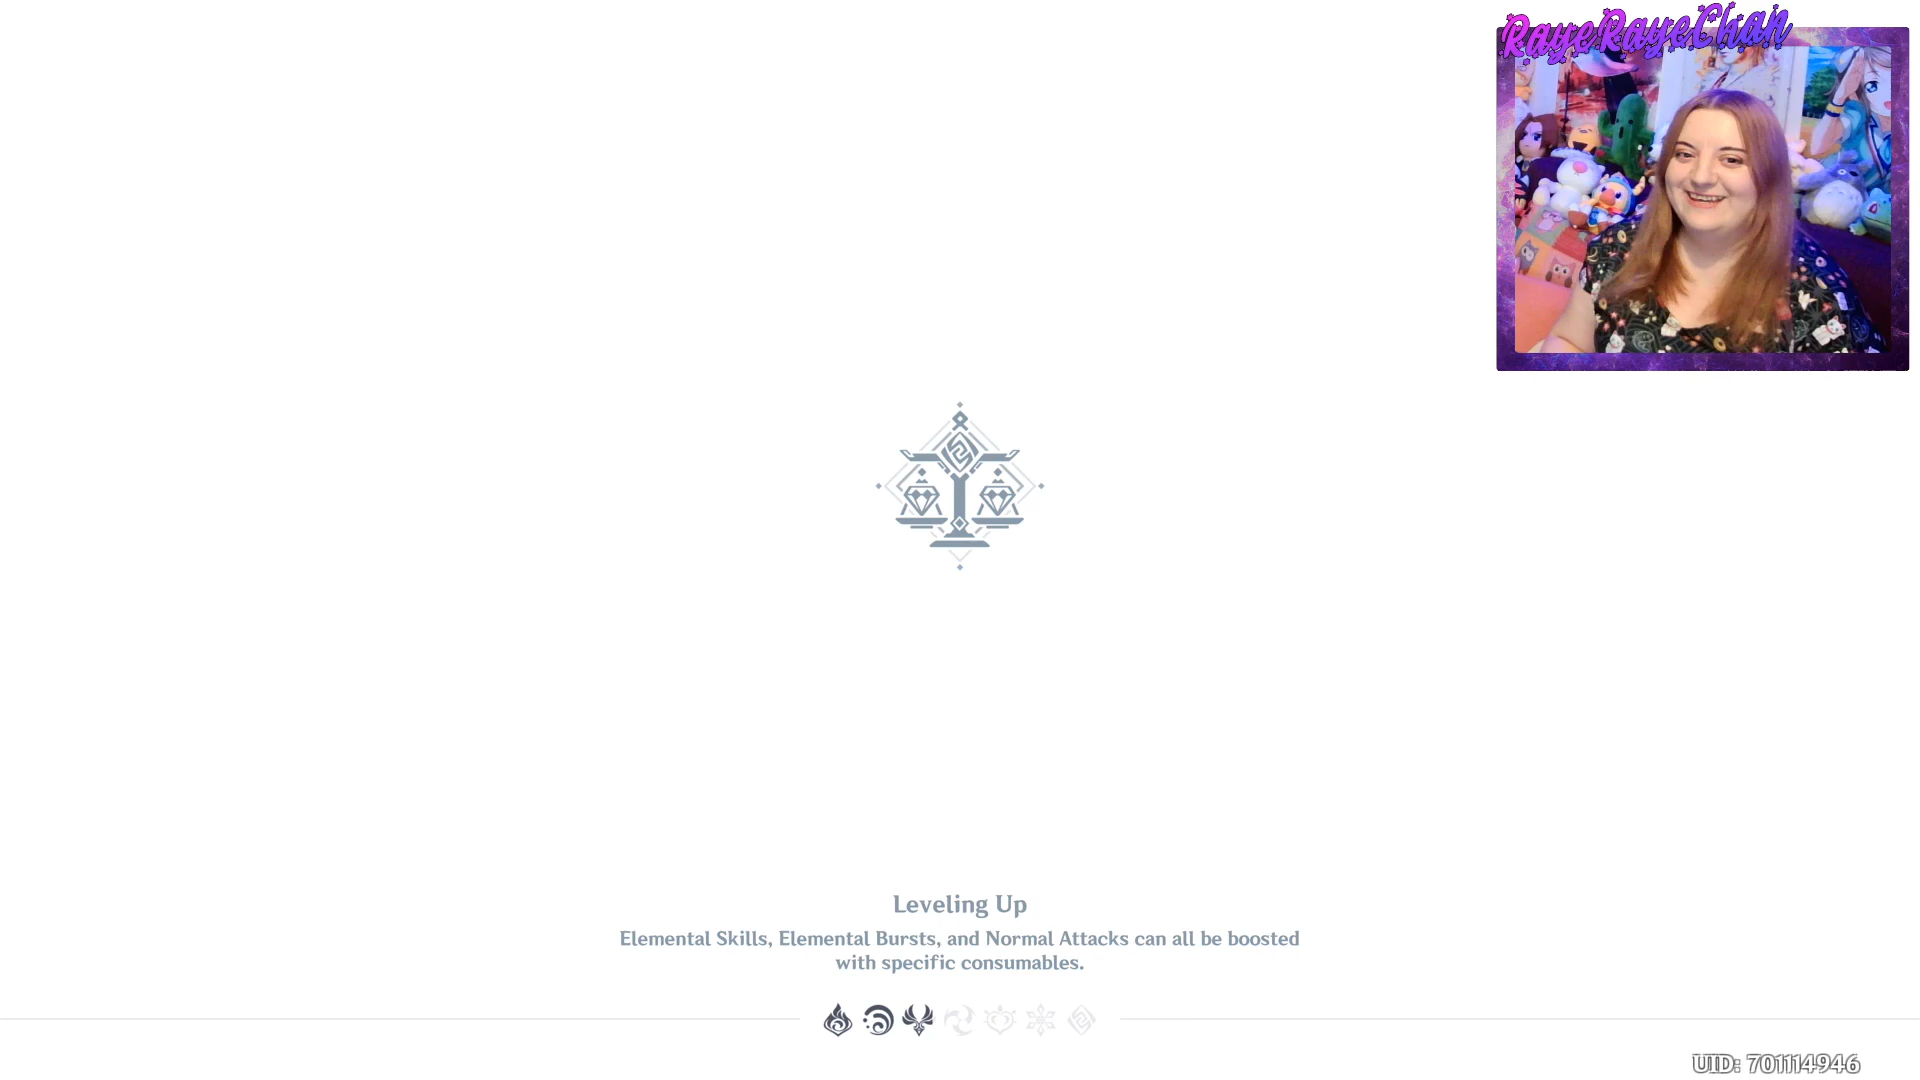 RayeRayeChan
Leveling Up
Elemental Skills, Elemental Bursts, and Normal Attacks can all be boosted
with specific consumables.
UID: 701114946